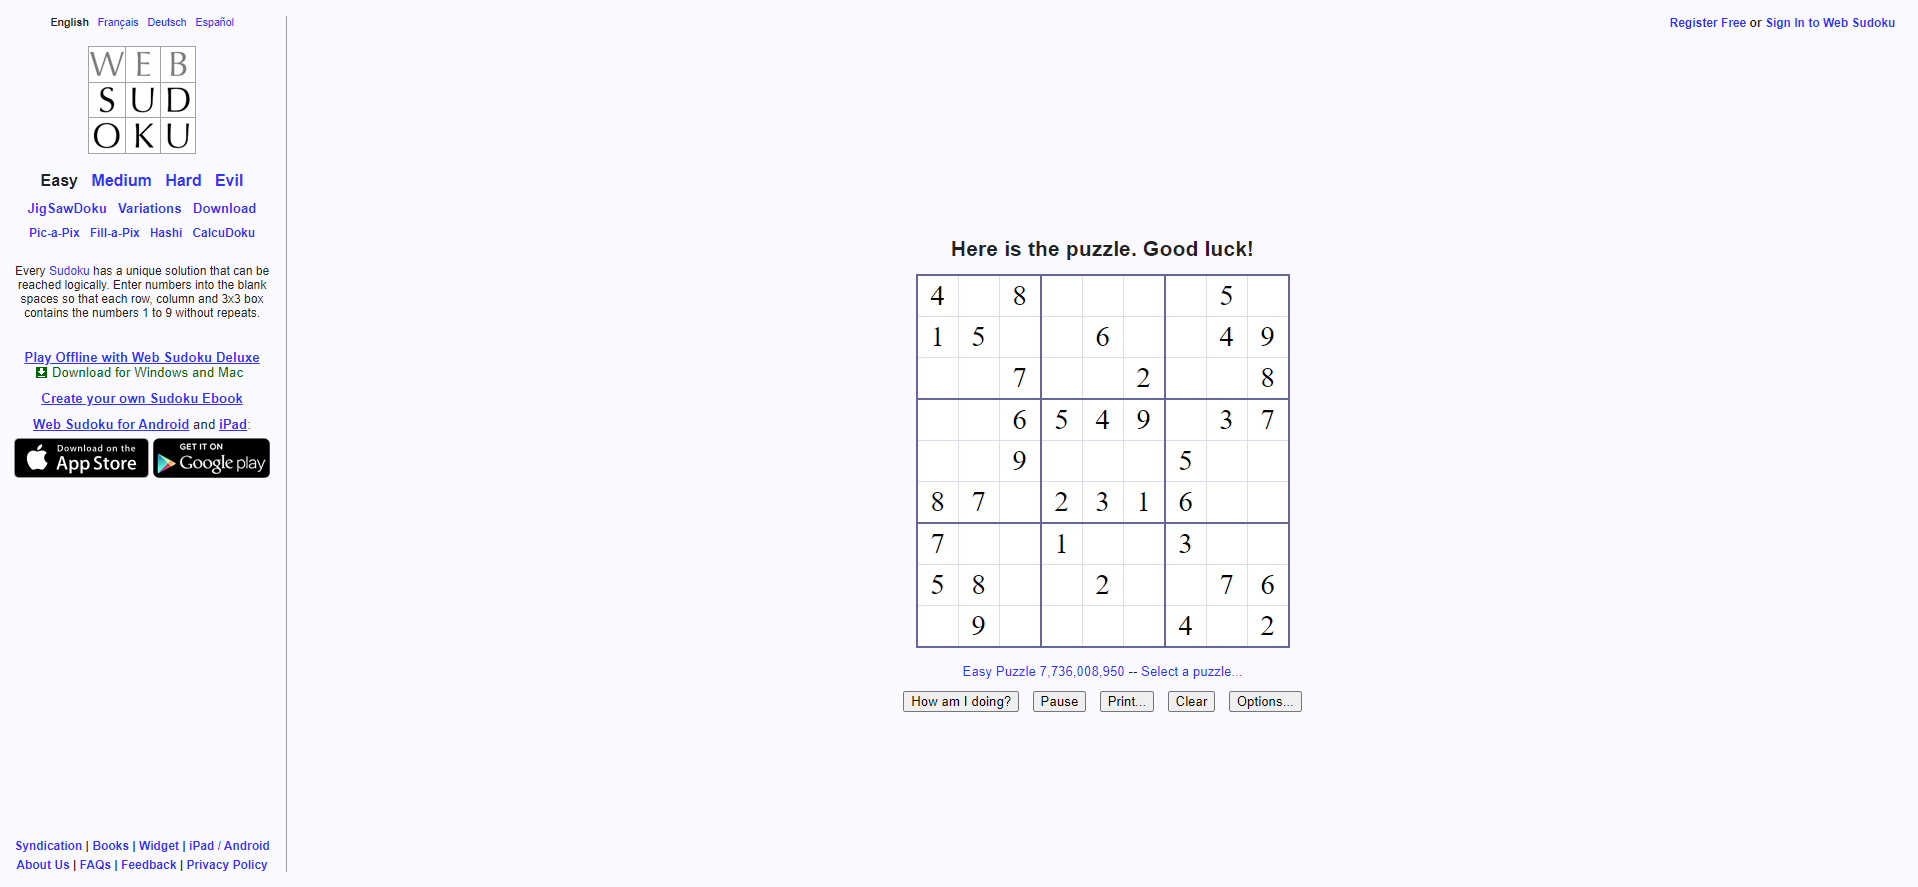 English Français Deutsch Español
Register Free or Sign In to Web Sudoku
WEB
SUD
OKU
Easy Medium Hard Evil
JigSawDoku Variations Download
Pic-a-Pix Fill-a-Pix Hashi CalcuDoku
Every Sudoku has a unique solution that can be
reached logically. Enter numbers into the blank
spaces so that each row, column and 3x3 box
contains the numbers 1 to 9 without repeats.
Play Offline with Web Sudoku Deluxe
Download for Windows and Mac
Create your own Sudoku Ebook
Web Sudoku for Android and iPad:
Download on the
App Store
GET IT ON
Google play
Syndication | Books | Widget | iPad / Android
About Us | FAQs | Feedback | Privacy Policy
Here is the puzzle. Good luck!
4 8 5
1 5 6 4 9
7 2 8
6 5 4 9 3 7
9 5
8 7 2 3 1 6
7 1 3
5 8 2 7 6
9 4 2
Easy Puzzle 7,736,008,950 -- Select a puzzle...
How am I doing? Pause Print... Clear Options...